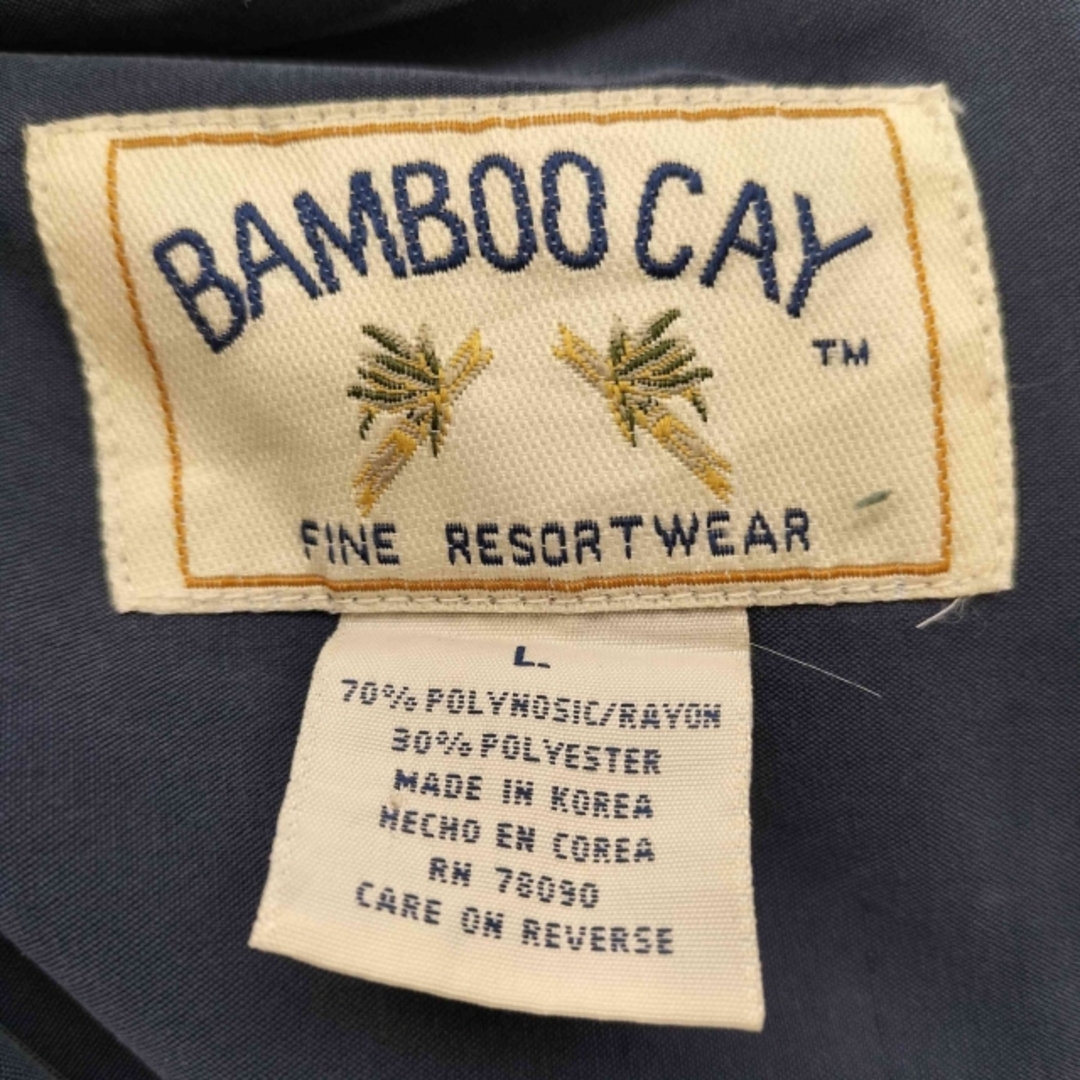 BAMBOO CAY
TM
FINE RESORTWEAR
L.
70% POLYNOSIC/RAYON
30% POLYESTER
MADE IN KOREA
HECHO EN COREA
RN 78090
CARE ON REVERSE